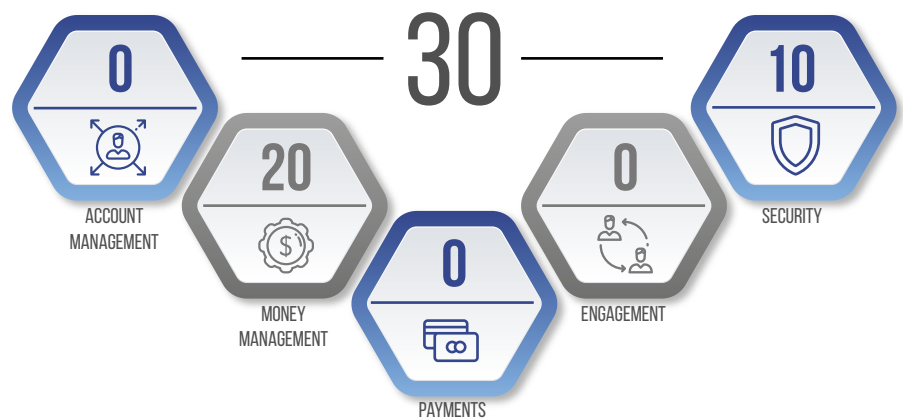 30
0
ACCOUNT
MANAGEMENT
20
$
MONEY
MANAGEMENT
0
PAYMENTS
0
ENGAGEMENT
10
SECURITY